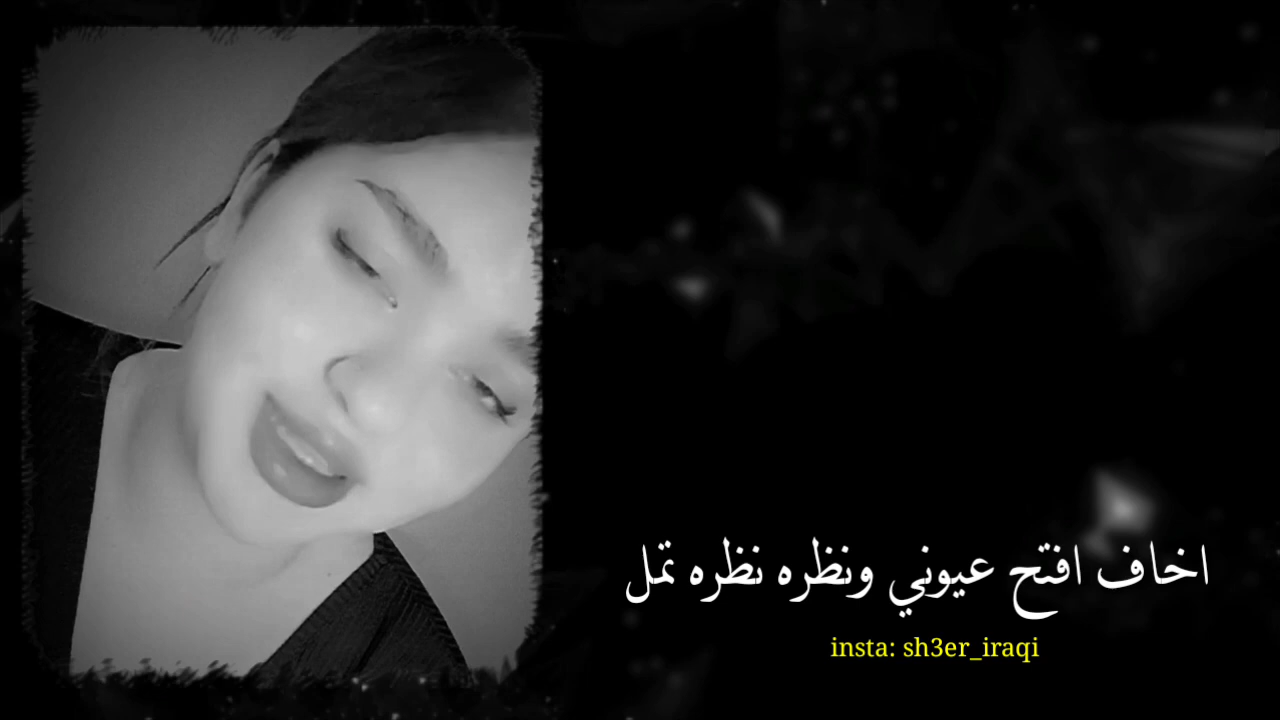 اخاف افتح عيوني ونظره نظره تمل
insta: sh3er_iraqi